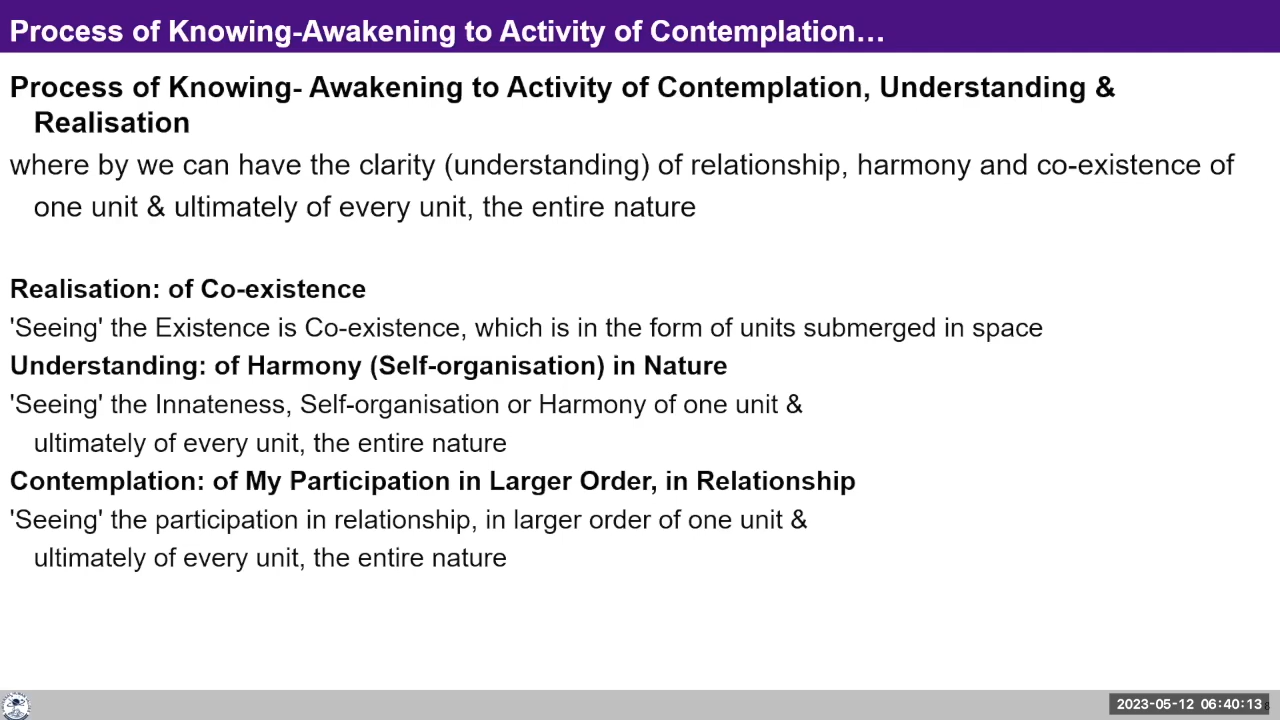 Process of Knowing-Awakening to Activity of Contemplation…
Process of Knowing- Awakening to Activity of Contemplation, Understanding &
Realisation
where by we can have the clarity (understanding) of relationship, harmony and co-existence of
one unit & ultimately of every unit, the entire nature
Realisation: of Co-existence
'Seeing' the Existence is Co-existence, which is in the form of units submerged in space
Understanding: of Harmony (Self-organisation) in Nature
'Seeing' the Innateness, Self-organisation or Harmony of one unit &
ultimately of every unit, the entire nature
Contemplation: of My Participation in Larger Order, in Relationship
'Seeing' the participation in relationship, in larger order of one unit &
ultimately of every unit, the entire nature
2023-05-12 06:40:13